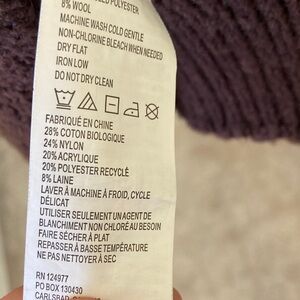 POLYESTER
8% WOOL
MACHINE WASH COLD GENTLE
NON-CHLORINE BLEACH WHEN NEEDED
DRY FLAT
IRON LOW
DO NOT DRY CLEAN
FABRIQUÉ EN CHINE
28% COTON BIOLOGIQUE
24% NYLON
20% ACRYLIQUE
20% POLYESTER RECYCLÉ
8% LAINE
LAVER À MACHINE À FROID, CYCLE
DÉLICAT
UTILISER SEULEMENT UN AGENT DE
BLANCHIMENT NON CHLORÉ AU BESOIN
FAIRE SÉCHER À PLAT
REPASSER À BASSE TEMPÉRATURE
NE PAS NETTOYER À SEC
RN 124977
PO BOX 130430
CARLSBAD,